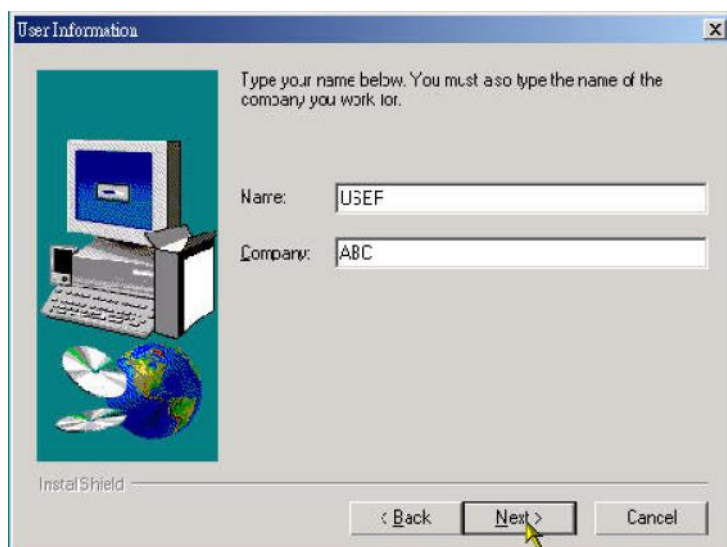 User Information
Type your name below. You must also type the name of the
company you work for.
Name:
USEF
Company:
ABC
InstallShield
< Back
Next >
Cancel